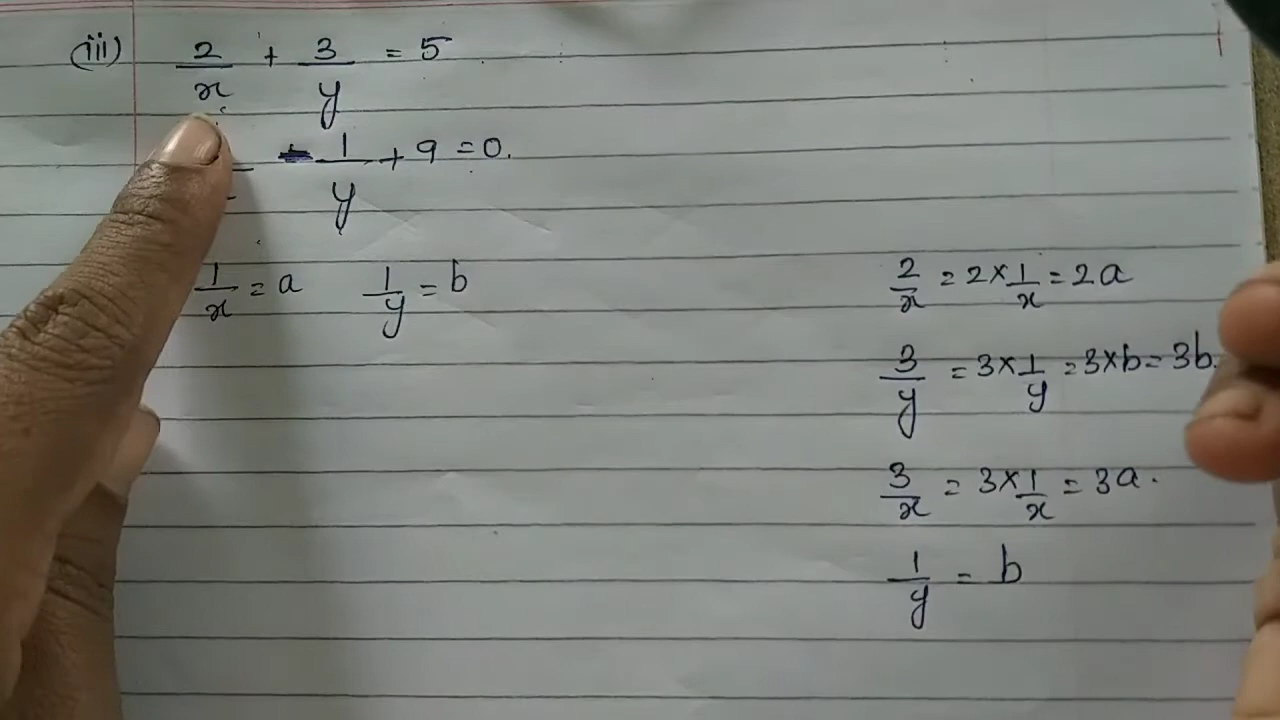 (iii) 2/x + 3/y = 5
- 1/y + 9 = 0.
1/x = a 1/y = b
2/x = 2 × 1/x = 2a
3/y = 3 × 1/y = 3 × b = 3b.
3/x = 3 × 1/x = 3a.
1/y = b